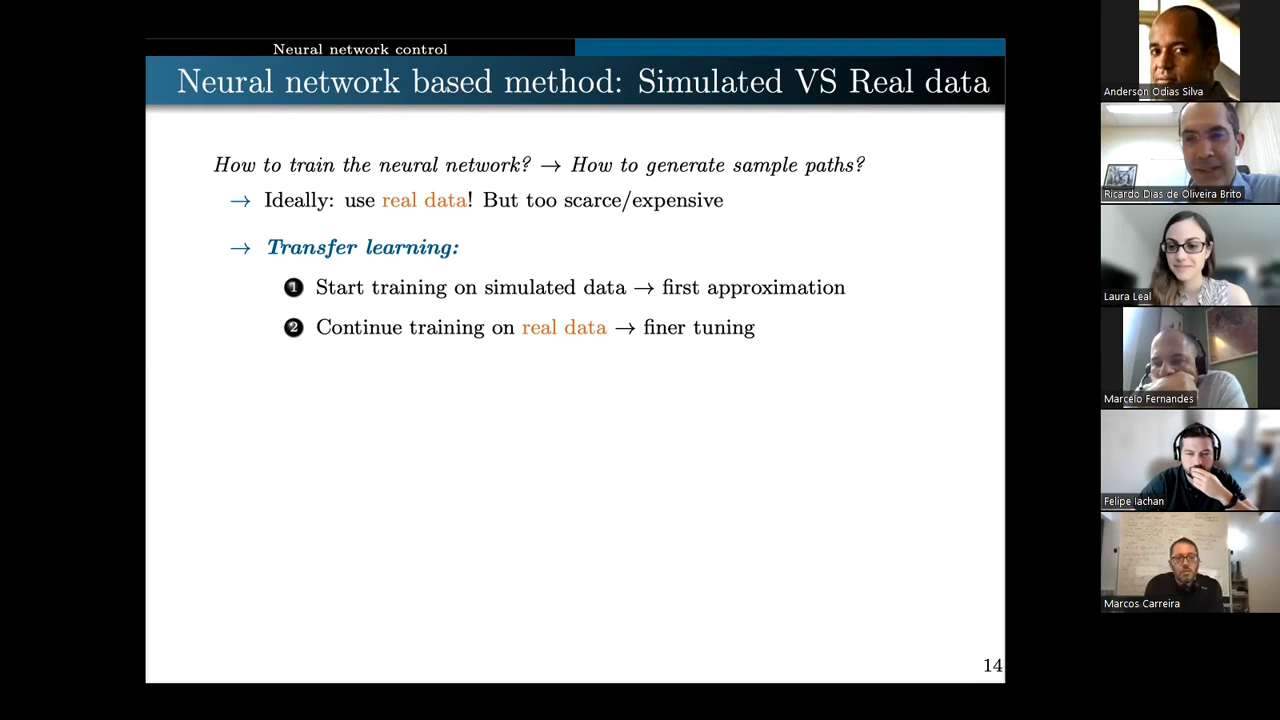 Neural network control
Neural network based method: Simulated VS Real data
How to train the neural network? → How to generate sample paths?
→ Ideally: use real data! But too scarce/expensive
→ Transfer learning:
1 Start training on simulated data → first approximation
2 Continue training on real data → finer tuning
14
Anderson Odias Silva
Ricardo Dias de Oliveira Brito
Laura Leal
Marcelo Fernandes
Felipe Iachan
Marcos Carreira